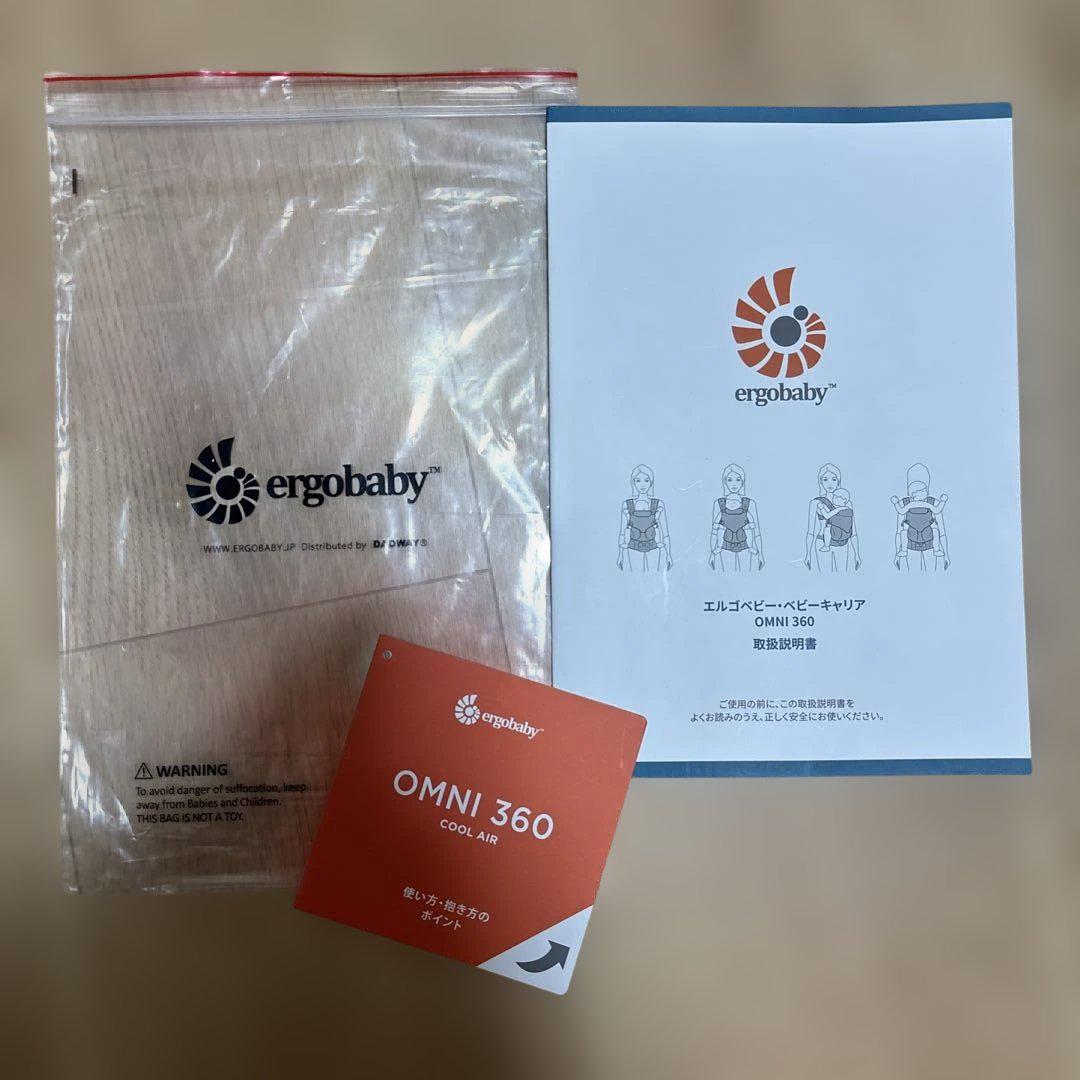 ergobaby™
WWW.ERGOBABY.JP Distributed by DADWAY®
⚠ WARNING
To avoid danger of suffocation, keep
away from Babies and Children.
THIS BAG IS NOT A TOY.
ergobaby™
エルゴベビー・ベビーキャリア
OMNI 360
取扱説明書
ご使用の前に、この取扱説明書を
よくお読みのうえ、正しく安全にお使いください。
ergobaby™
OMNI 360
COOL AIR
使い方・抱き方の
ポイント